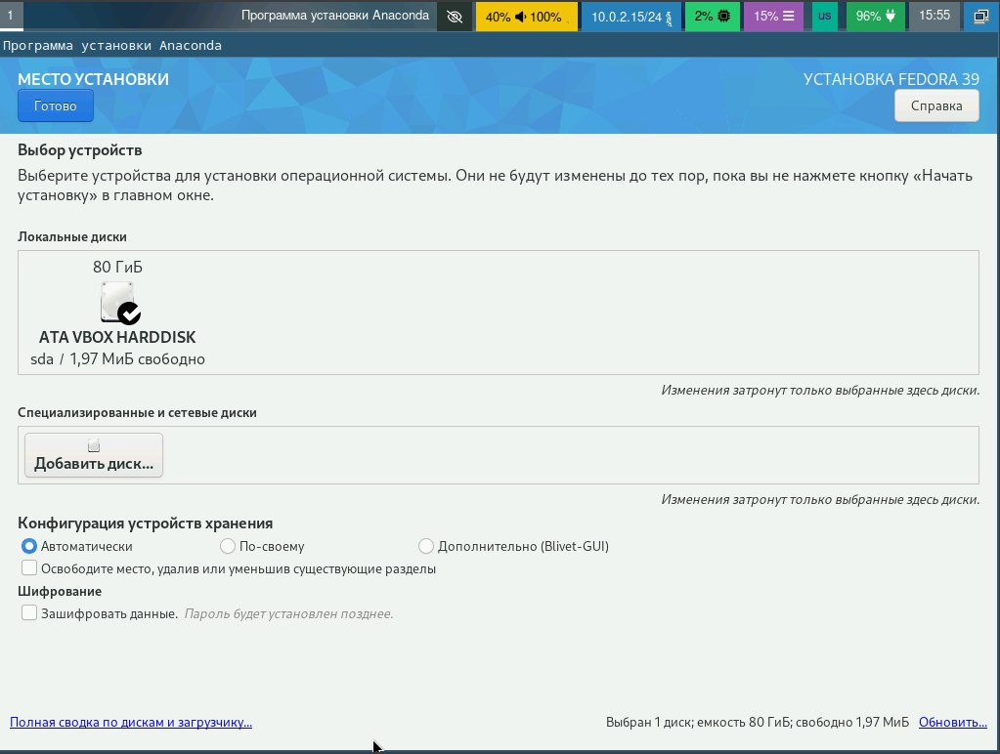 1 Программа установки Anaconda 40% 100% 10.0.2.15/24 2% 15% us 96% 15:55
Программа установки Anaconda
МЕСТО УСТАНОВКИ УСТАНОВКА FEDORA 39
Готово Справка
Выбор устройств
Выберите устройства для установки операционной системы. Они не будут изменены до тех пор, пока вы не нажмете кнопку «Начать
установку» в главном окне.
Локальные диски
80 ГиБ
ATA VBOX HARDDISK
sda / 1,97 МиБ свободно
Изменения затронут только выбранные здесь диски.
Специализированные и сетевые диски
Добавить диск...
Изменения затронут только выбранные здесь диски.
Конфигурация устройств хранения
Автоматически По-своему Дополнительно (Blivet-GUI)
Освободите место, удалив или уменьшив существующие разделы
Шифрование
Зашифровать данные. Пароль будет установлен позднее.
Полная сводка по дискам и загрузчику... Выбран 1 диск; емкость 80 ГиБ; свободно 1,97 МиБ Обновить...